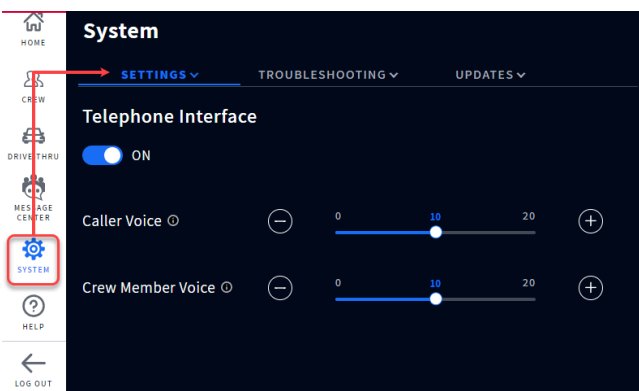 HOME
CREW
DRIVE THRU
MESSAGE
CENTER
SYSTEM
HELP
LOG OUT
System
SETTINGS TROUBLESHOOTING UPDATES
Telephone Interface
ON
Caller Voice 0 10 20
Crew Member Voice 0 10 20